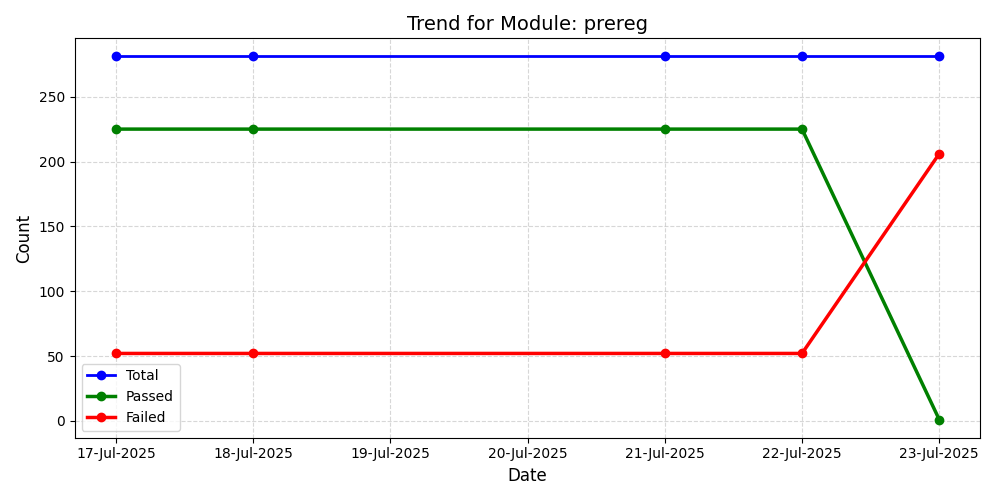 Trend for Module: prereg
Count
250
200
150
100
50
0
Total
Passed
Failed
17-Jul-2025
18-Jul-2025
19-Jul-2025
20-Jul-2025
21-Jul-2025
22-Jul-2025
23-Jul-2025
Date